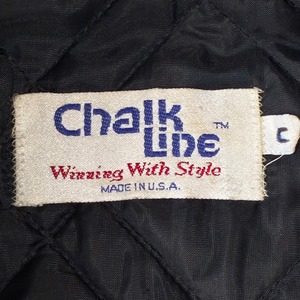 Chalk
Line™
Winning With Style
MADE IN U.S.A.